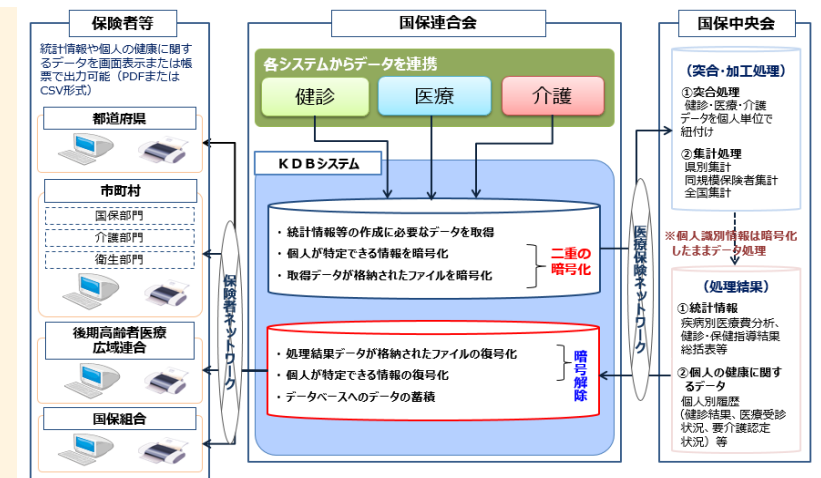 保険者等
統計情報や個人の健康に関す
るデータを画面表示または帳
票で出力可能（PDFまたは
CSV形式）
都道府県
市町村
国保部門
介護部門
衛生部門
後期高齢者医療
広域連合
国保組合
保険者ネットワーク
国保連合会
各システムからデータを連携
健診
医療
介護
KDBシステム
・統計情報等の作成に必要なデータを取得
・個人が特定できる情報を暗号化
・取得データが格納されたファイルを暗号化
二重の
暗号化
・処理結果データが格納されたファイルの復号化
・個人が特定できる情報の復号化
・データベースへのデータの蓄積
暗号解除
医療保険ネットワーク
国保中央会
（突合・加工処理）
①突合処理
健診・医療・介護
データを個人単位で
紐付け
②集計処理
県別集計
同規模保険者集計
全国集計
※個人識別情報は暗号化
したままデータ処理
（処理結果）
①統計情報
疾病別医療費分析、
健診・保健指導結果
総括表等
②個人の健康に関す
るデータ
個人別履歴
（健診結果、医療受診
状況、要介護認定
状況）等